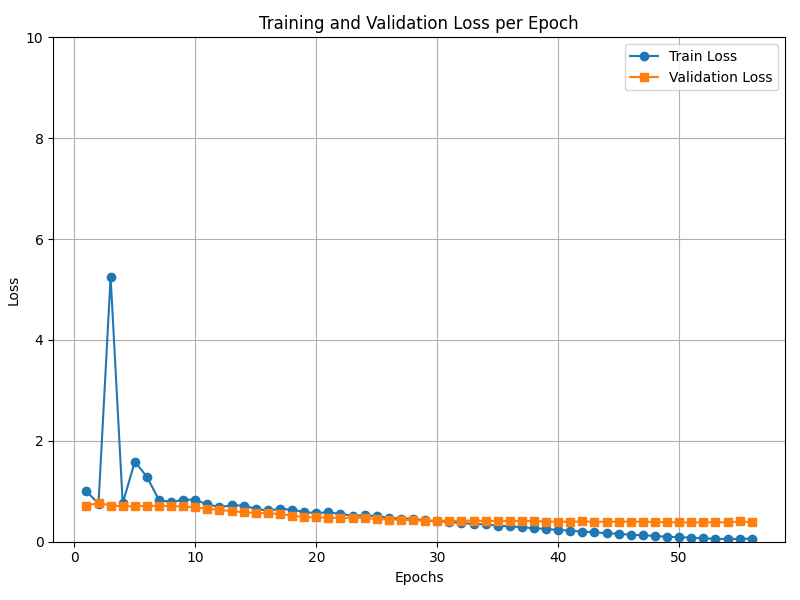 Training and Validation Loss per Epoch
Train Loss
Validation Loss
Loss
10
8
6
4
2
0
0 10 20 30 40 50
Epochs